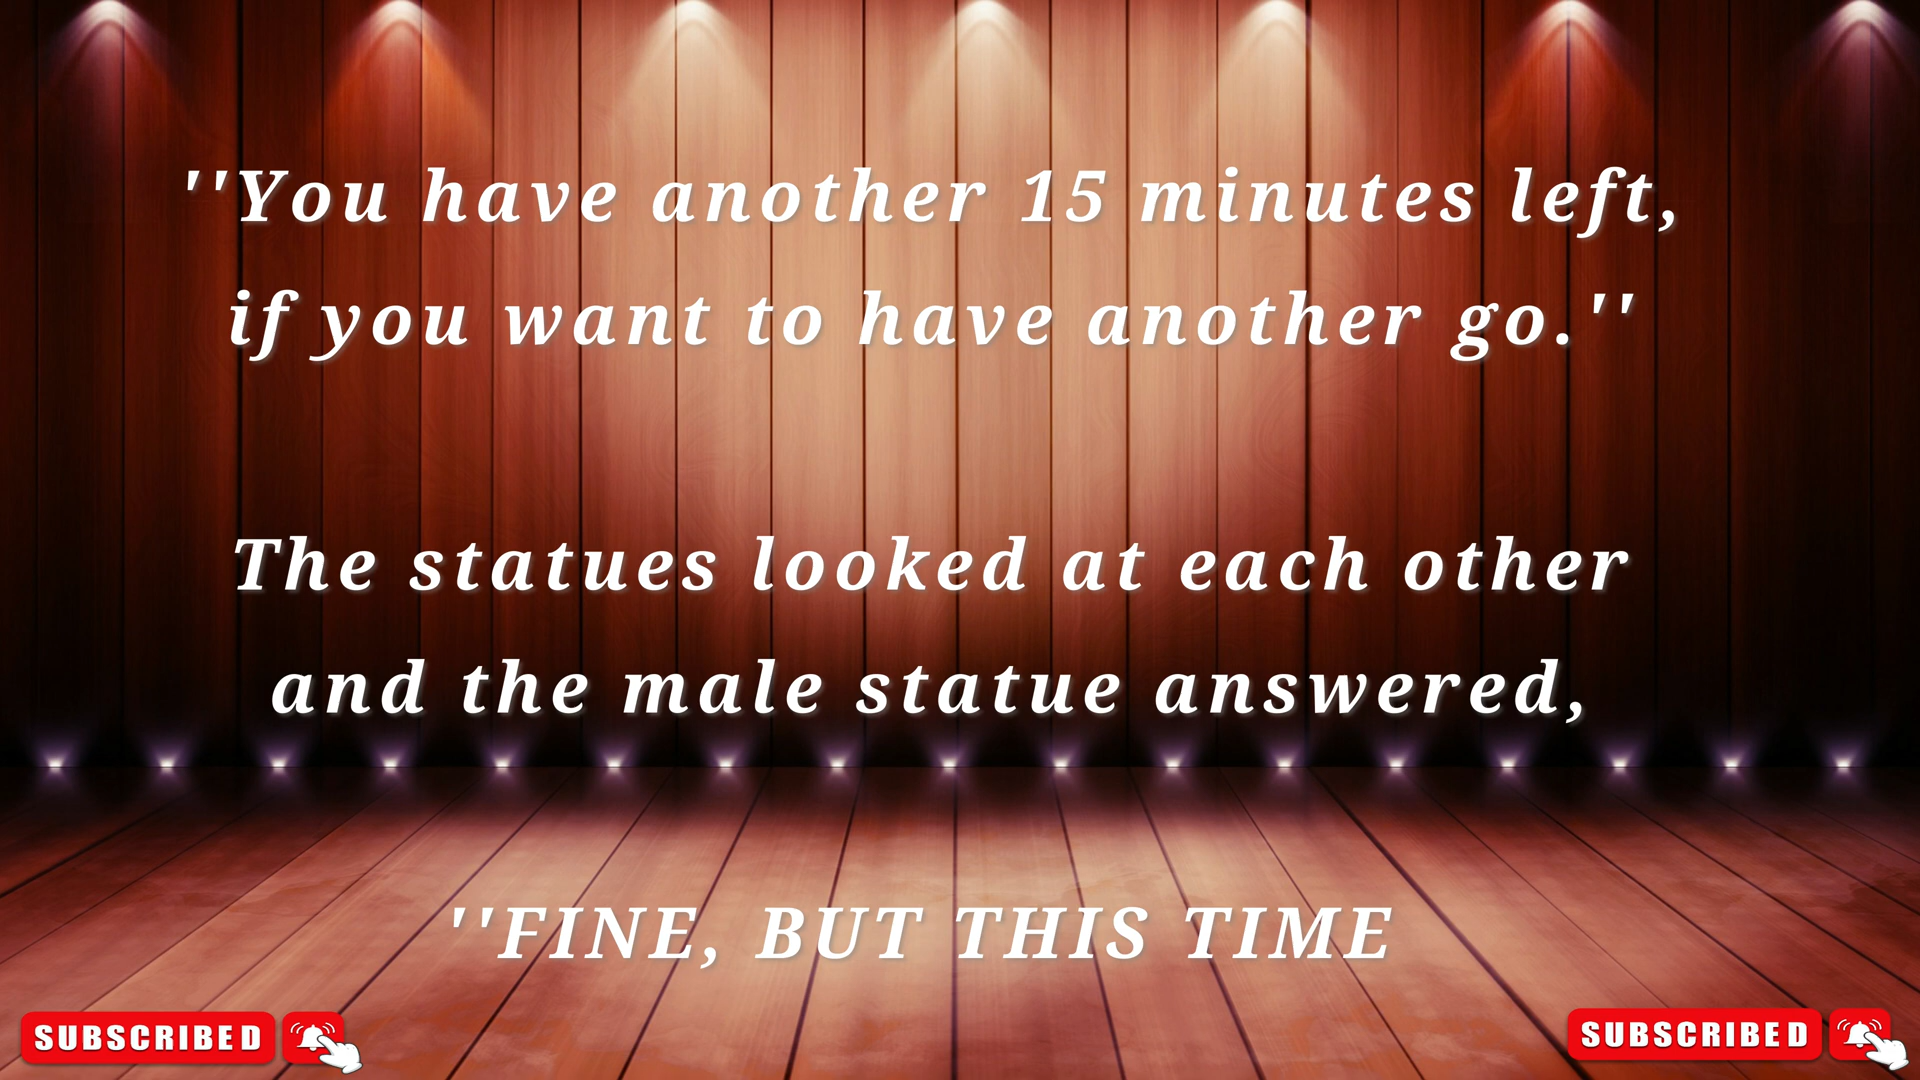 ''You have another 15 minutes left,
if you want to have another go.''
The statues looked at each other
and the male statue answered,
''FINE, BUT THIS TIME
SUBSCRIBED
SUBSCRIBED